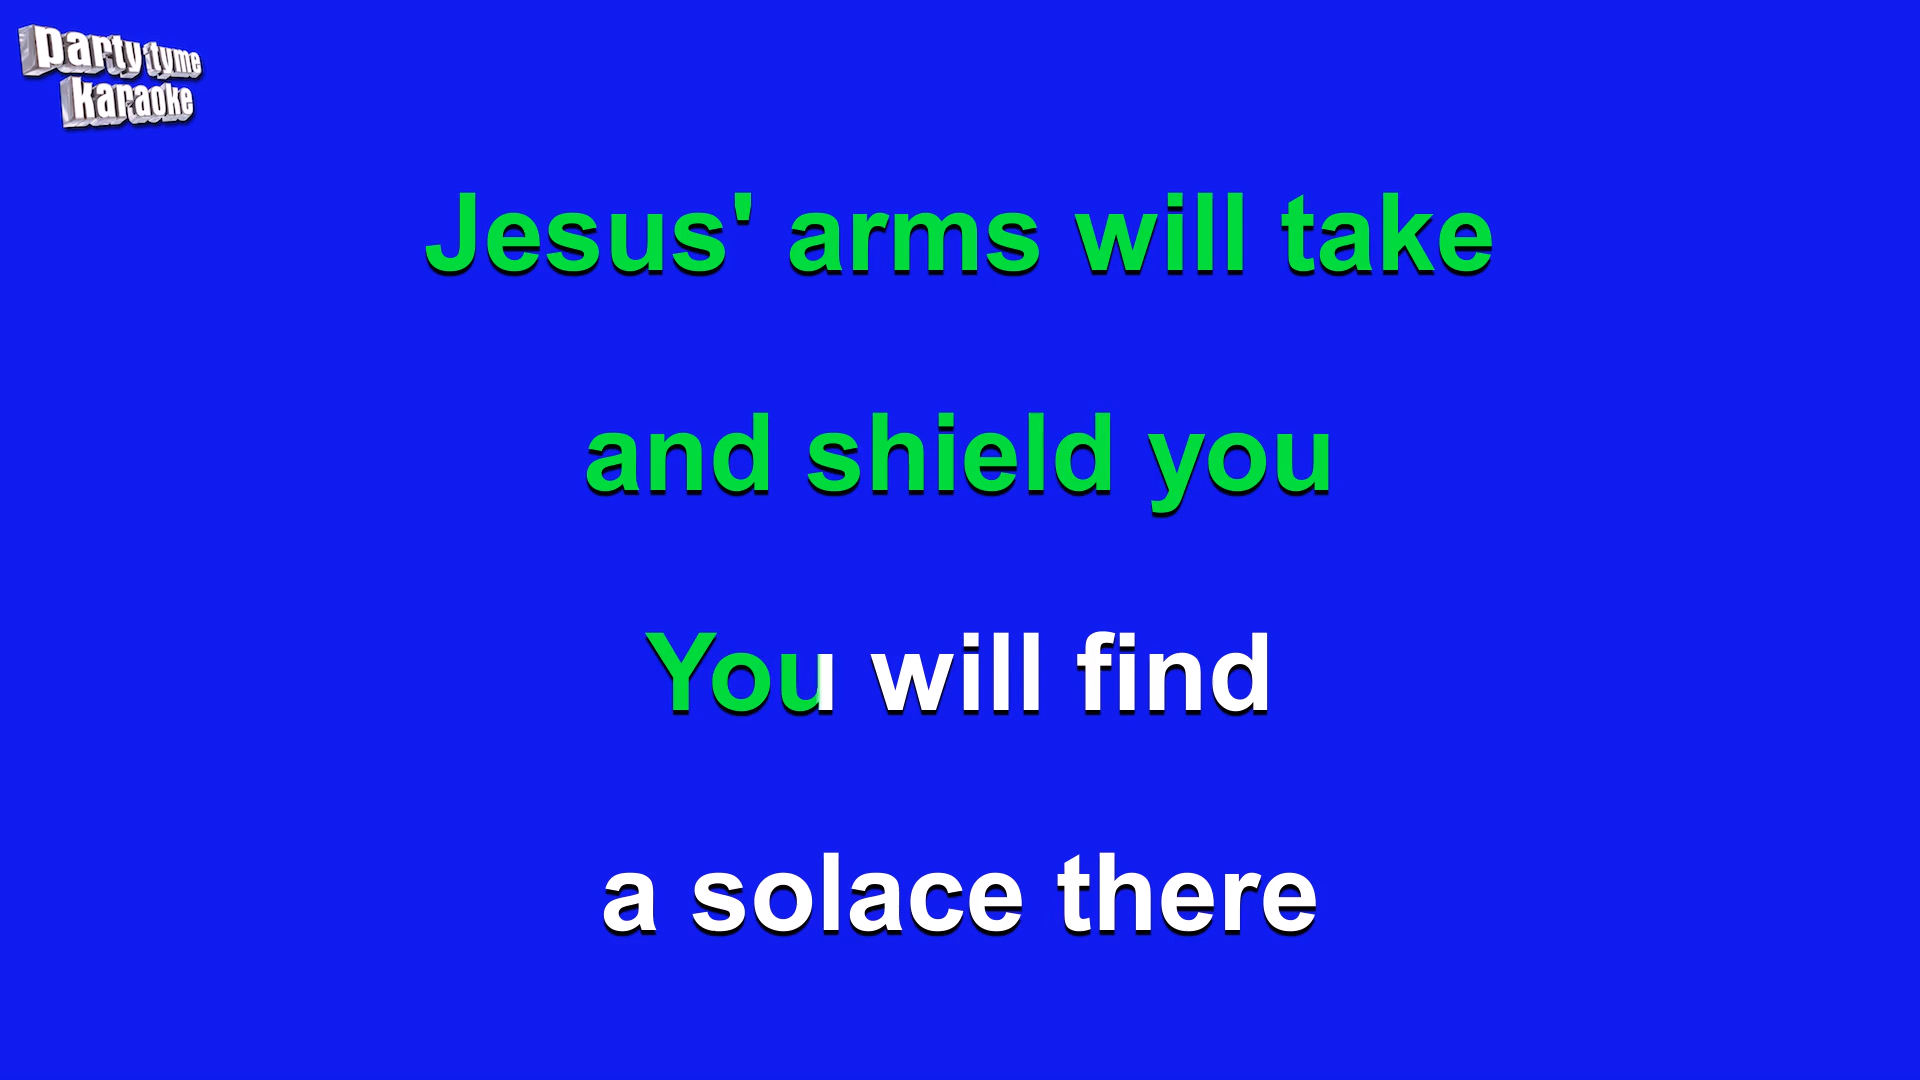 party tyme
karaoke
Jesus' arms will take
and shield you
You will find
a solace there